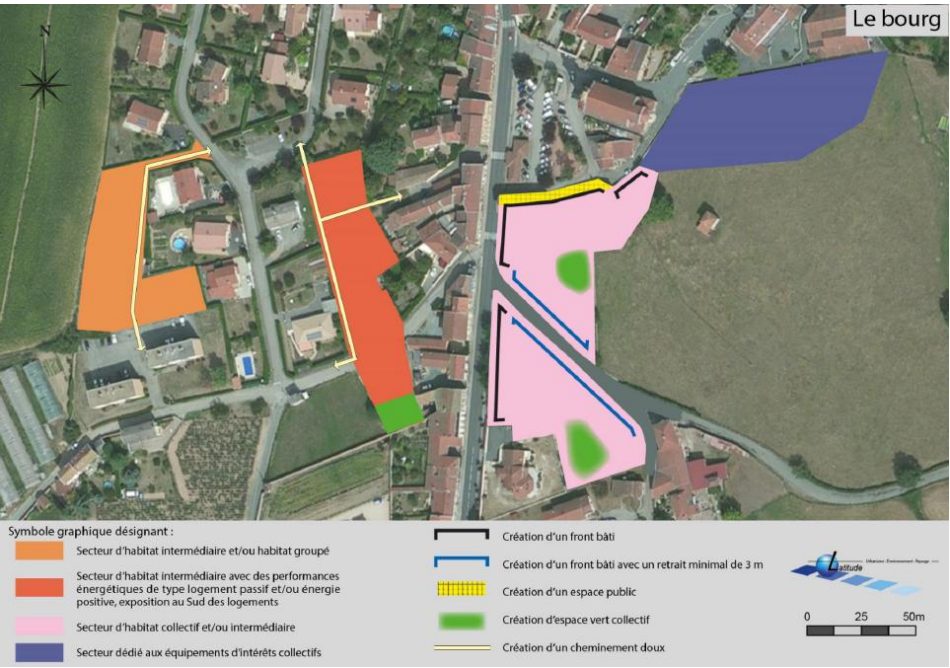 Le bourg
N
Symbole graphique désignant :
Secteur d'habitat intermédiaire et/ou habitat groupé
Secteur d'habitat intermédiaire avec des performances
énergétiques de type logement passif et/ou énergie
positive, exposition au Sud des logements
Secteur d'habitat collectif et/ou intermédiaire
Secteur dédié aux équipements d'intérêts collectifs
Création d'un front bâti
Création d'un front bâti avec un retrait minimal de 3 m
Création d'un espace public
Création d'espace vert collectif
Création d'un cheminement doux
Latitude
Urbanisme - Environnement - Paysage
0 25 50m